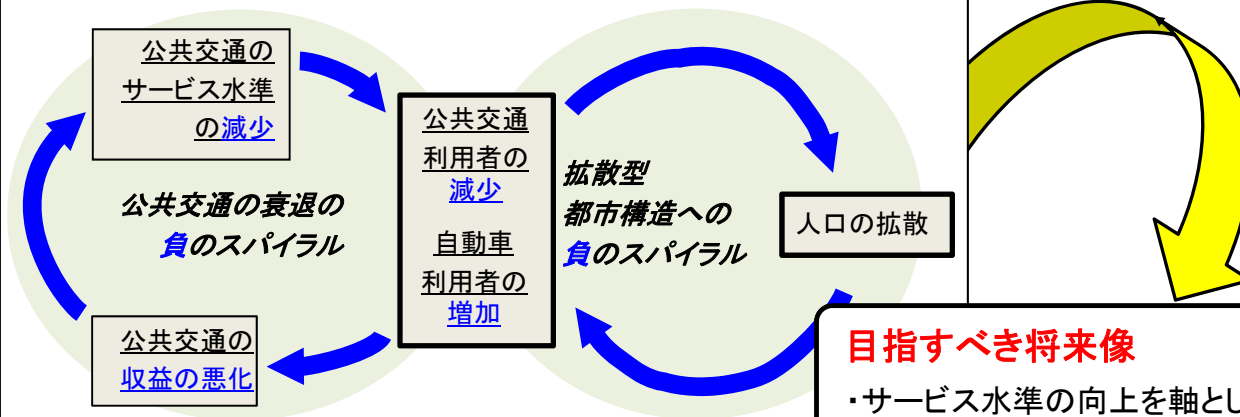 公共交通の
サービス水準
の減少
公共交通の衰退の
負のスパイラル
公共交通の
収益の悪化
公共交通
利用者の
減少
自動車
利用者の
増加
拡散型
都市構造への
負のスパイラル
人口の拡散
目指すべき将来像
・サービス水準の向上を軸とし